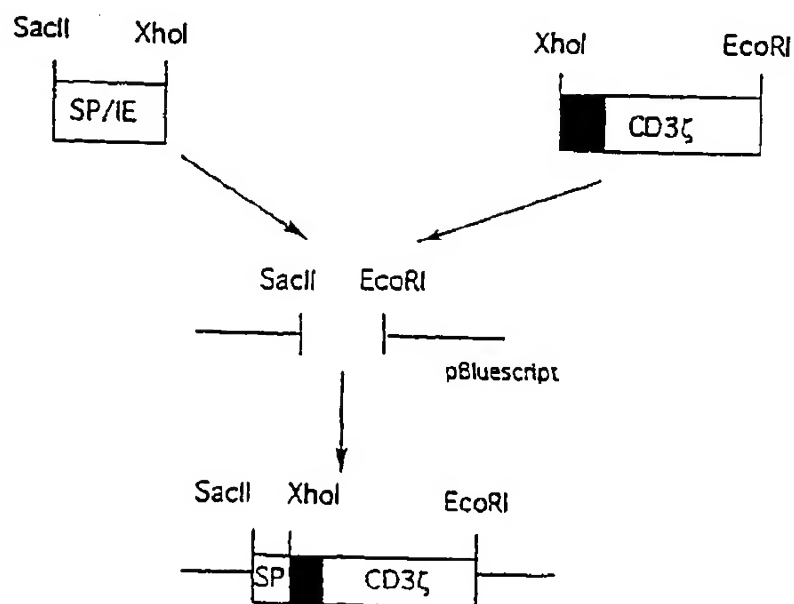 SacII XhoI
XhoI EcoRI
SP/IE
CD3ζ
SacII EcoRI
pBluescript
SacII XhoI EcoRI
SP CD3ζ